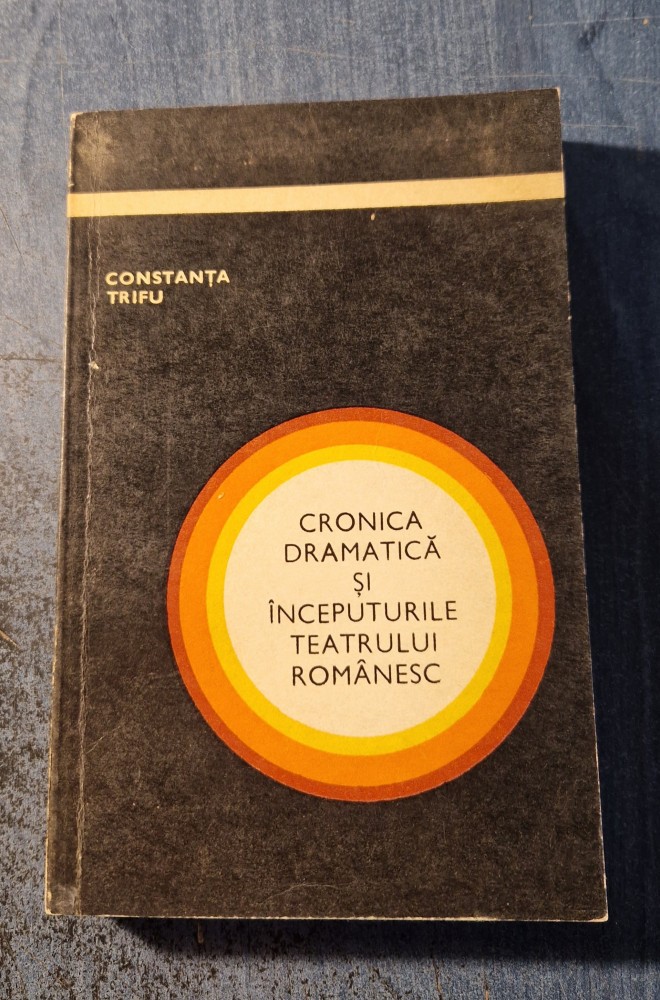 CONSTANȚA
TRIFU
CRONICA
DRAMATICĂ
ȘI
ÎNCEPUTURILE
TEATRULUI
ROMÂNESC